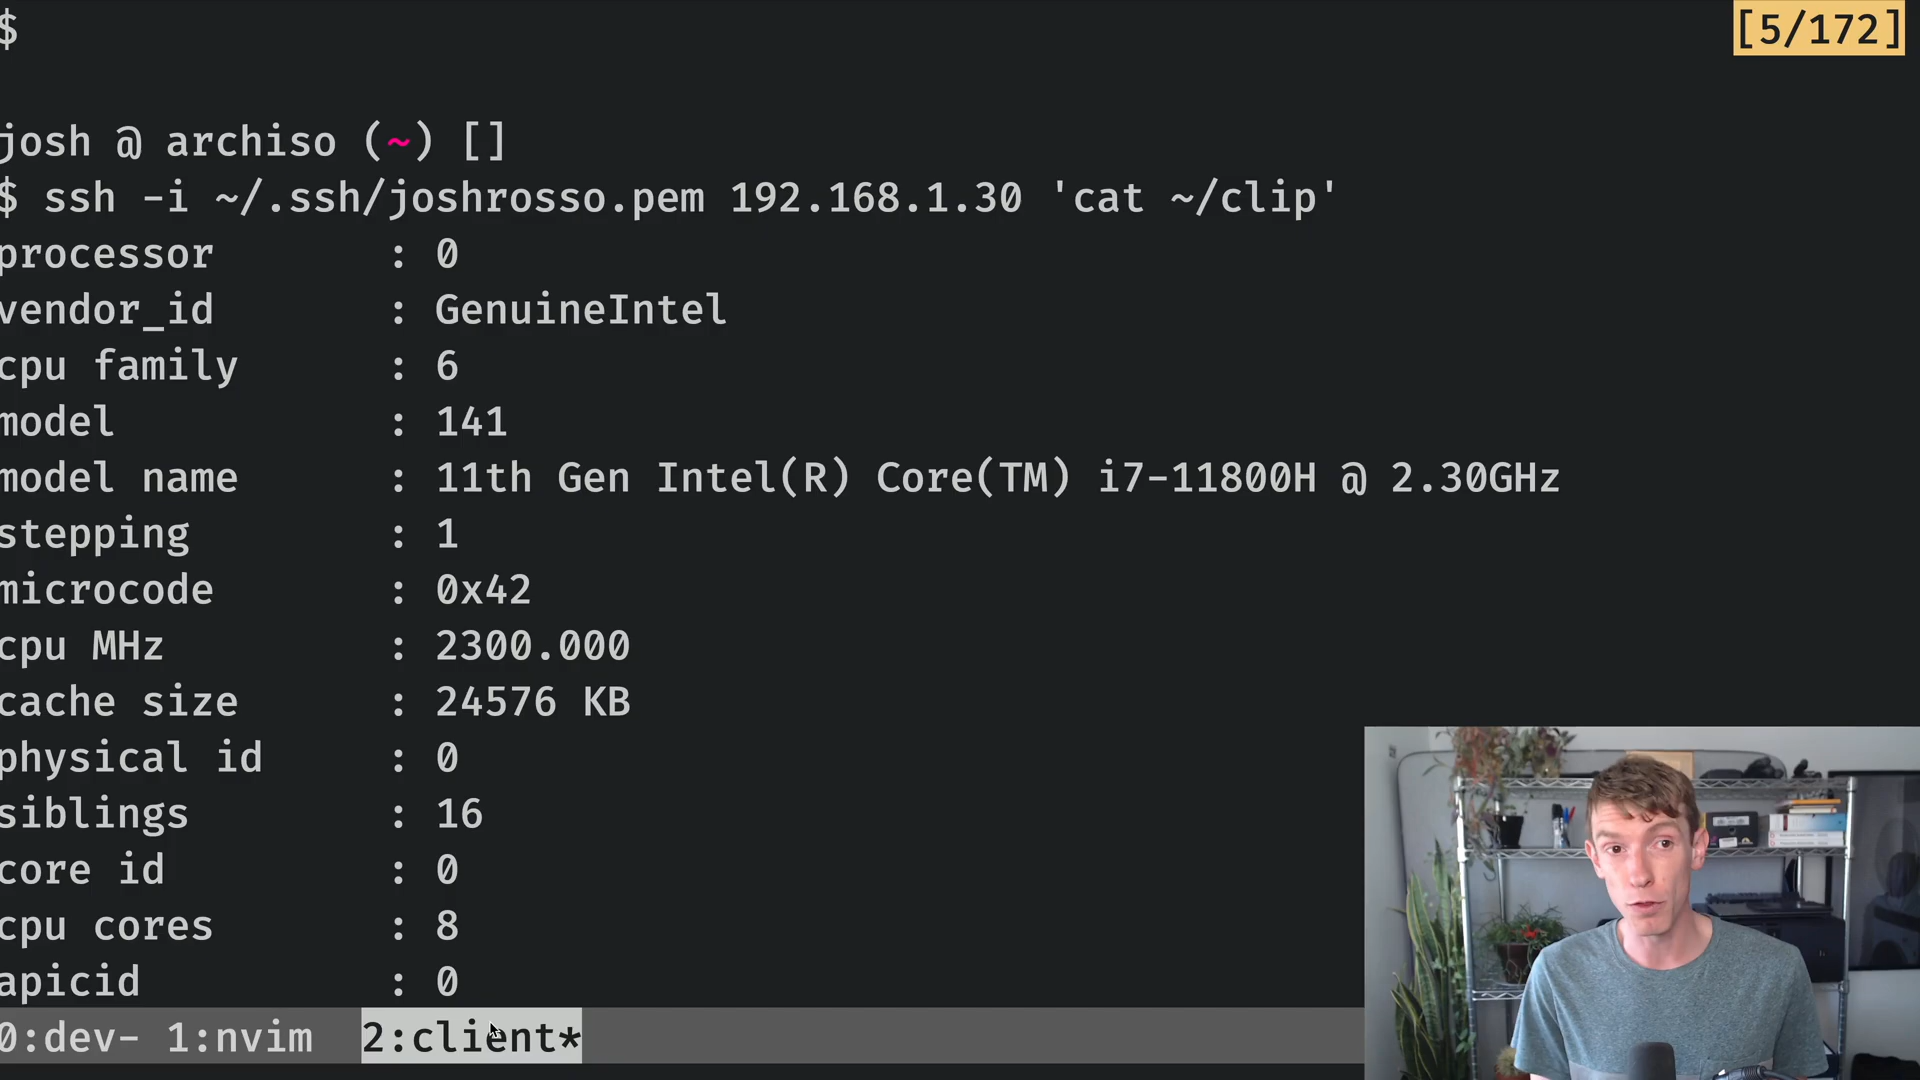 $
[5/172]
josh @ archiso (~) []
$ ssh -i ~/.ssh/joshrosso.pem 192.168.1.30 'cat ~/clip'
processor : 0
vendor_id : GenuineIntel
cpu family : 6
model : 141
model name : 11th Gen Intel(R) Core(TM) i7-11800H @ 2.30GHz
stepping : 1
microcode : 0x42
cpu MHz : 2300.000
cache size : 24576 KB
physical id : 0
siblings : 16
core id : 0
cpu cores : 8
apicid : 0
0:dev- 1:nvim 2:client*